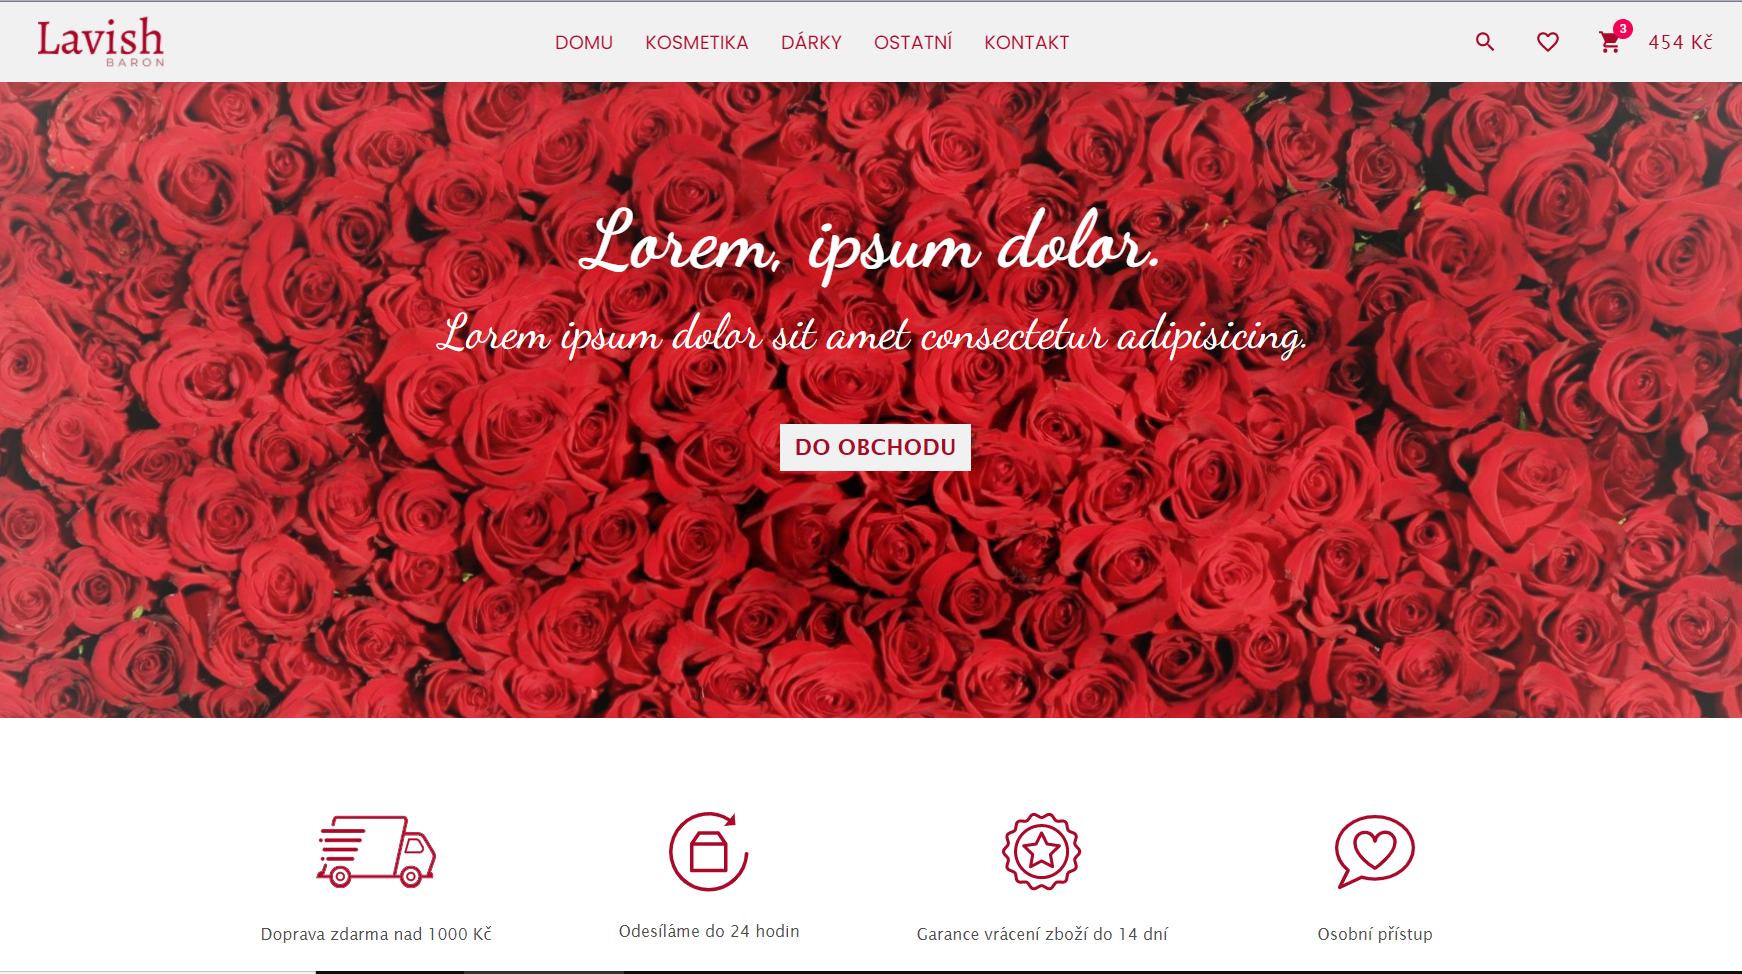 Lavish
BARON
DOMU KOSMETIKA DÁRKY OSTATNÍ KONTAKT
3
454 Kč
Lorem, ipsum dolor.
Lorem ipsum dolor sit amet consectetur adipisicing.
DO OBCHODU
Doprava zdarma nad 1000 Kč
Odesíláme do 24 hodin
Garance vrácení zboží do 14 dní
Osobní přístup